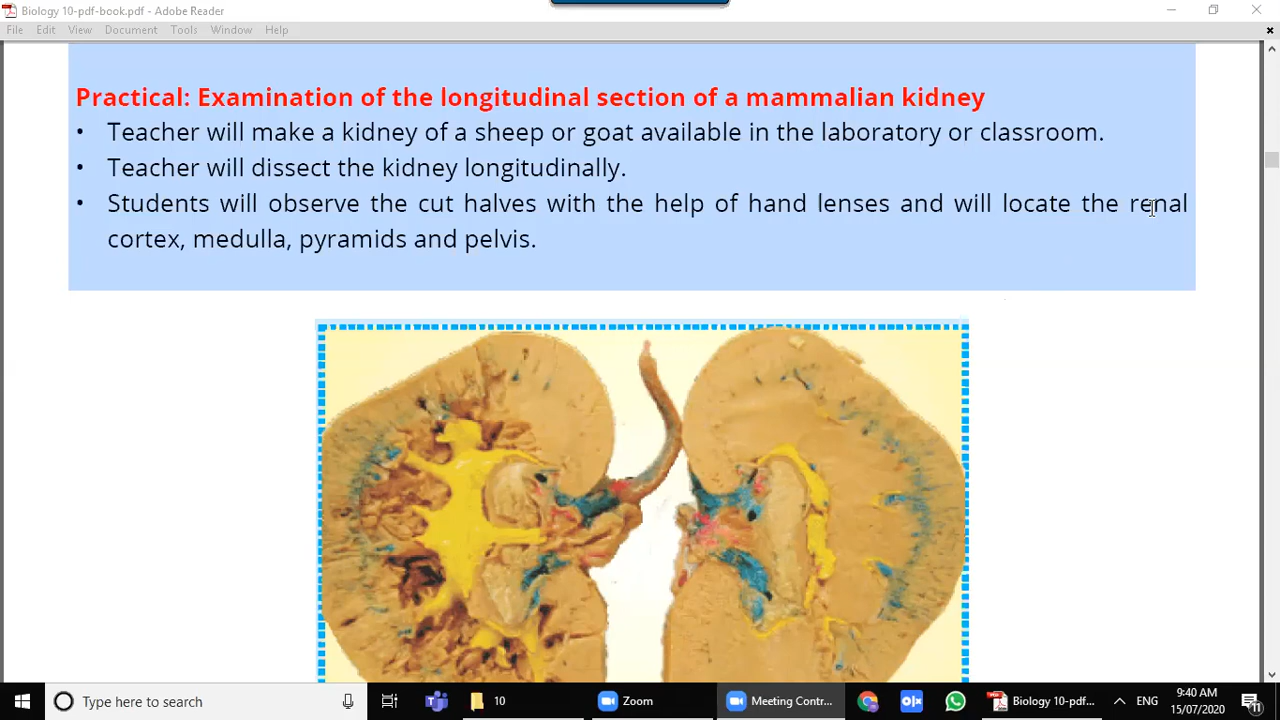 Biology 10-pdf-book.pdf - Adobe Reader
File Edit View Document Tools Window Help
Practical: Examination of the longitudinal section of a mammalian kidney
• Teacher will make a kidney of a sheep or goat available in the laboratory or classroom.
• Teacher will dissect the kidney longitudinally.
• Students will observe the cut halves with the help of hand lenses and will locate the renal
cortex, medulla, pyramids and pelvis.
Type here to search 10 Zoom Meeting Contr... Biology 10-pdf-... ENG 9:40 AM
15/07/2020 11